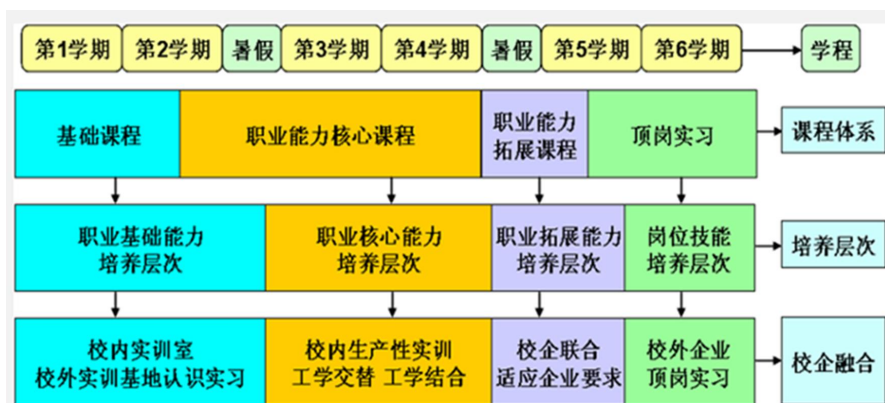 第1学期 第2学期 暑假 第3学期 第4学期 暑假 第5学期 第6学期 学程
基础课程
职业能力核心课程
职业能力
拓展课程
顶岗实习
课程体系
职业基础能力
培养层次
职业核心能力
培养层次
职业拓展能力
培养层次
岗位技能
培养层次
培养层次
校内实训室
校外实训基地认识实习
校内生产性实训
工学交替 工学结合
校企联合
适应企业要求
校外企业
顶岗实习
校企融合